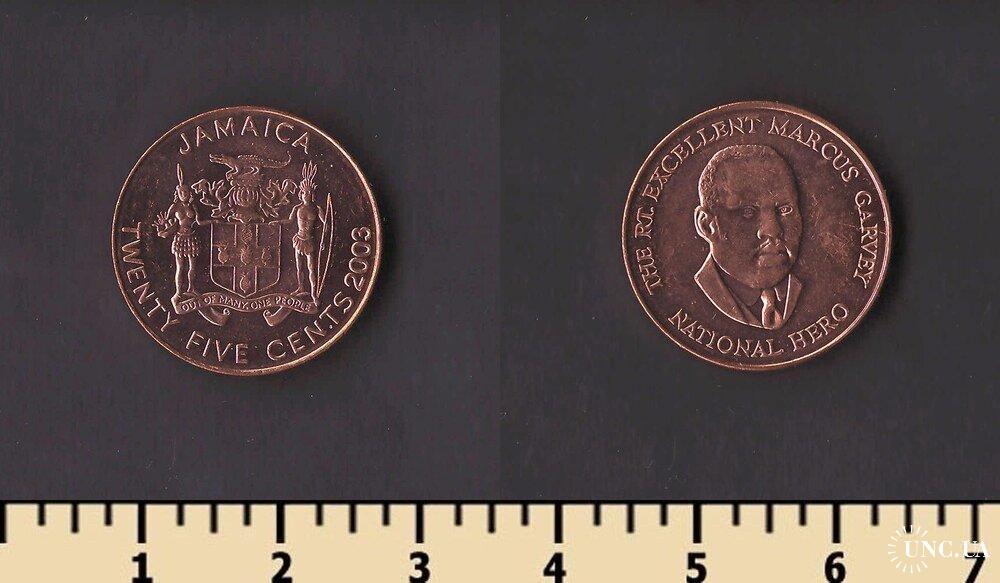 JAMAICA
OUT OF MANY, ONE PEOPLE
TWENTY FIVE CENTS 2003
THE RT. EXCELLENT MARCUS GARVEY
NATIONAL HERO
1 2 3 4 5 6 7
UNC.UA